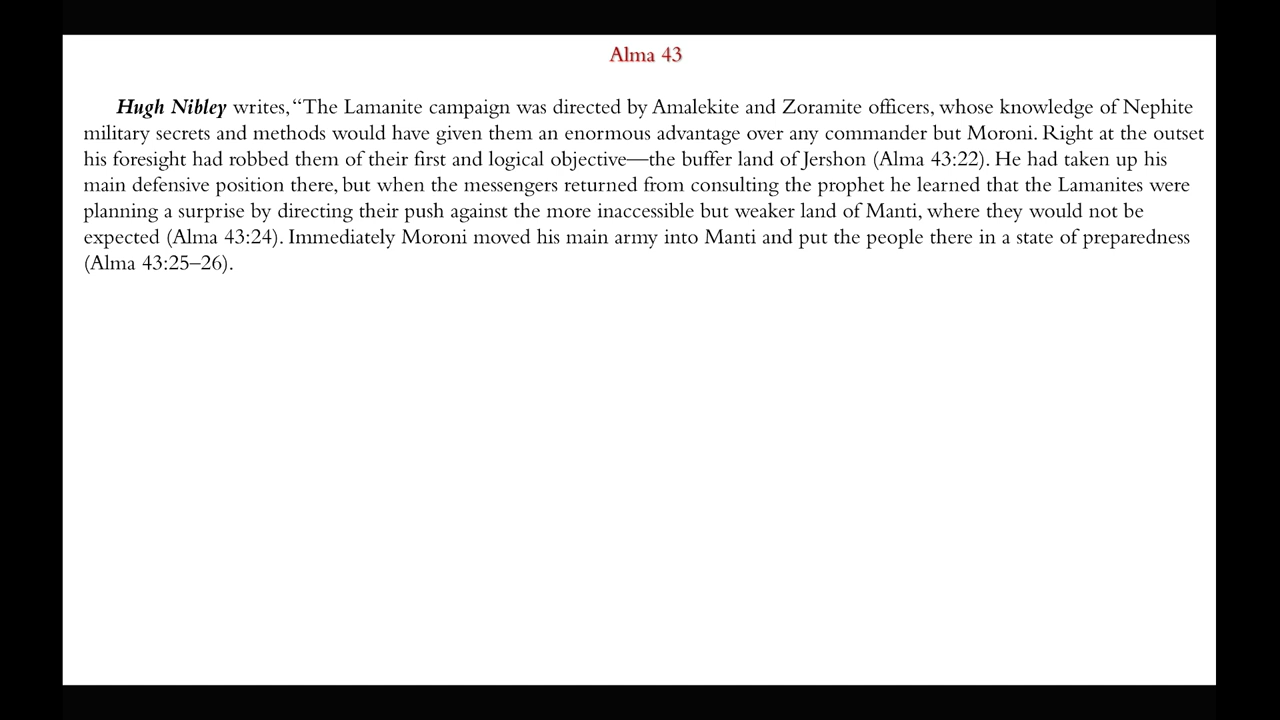 Alma 43
Hugh Nibley writes, “The Lamanite campaign was directed by Amalekite and Zoramite officers, whose knowledge of Nephite
military secrets and methods would have given them an enormous advantage over any commander but Moroni. Right at the outset
his foresight had robbed them of their first and logical objective—the buffer land of Jershon (Alma 43:22). He had taken up his
main defensive position there, but when the messengers returned from consulting the prophet he learned that the Lamanites were
planning a surprise by directing their push against the more inaccessible but weaker land of Manti, where they would not be
expected (Alma 43:24). Immediately Moroni moved his main army into Manti and put the people there in a state of preparedness
(Alma 43:25–26).